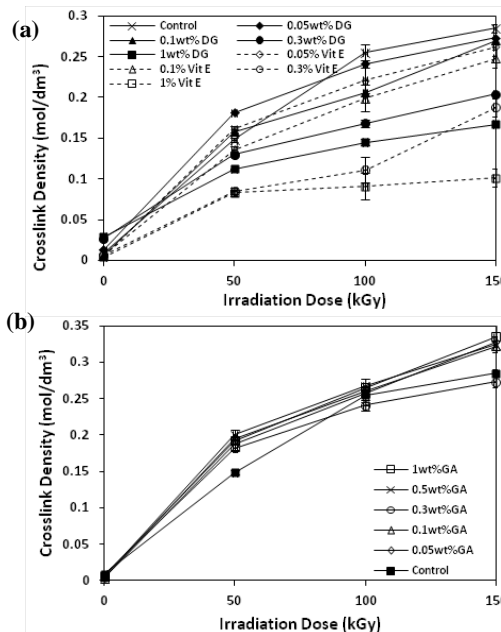 (a)
Control
0.05wt% DG
0.1wt% DG
0.3wt% DG
1wt% DG
0.05% Vit E
0.1% Vit E
0.3% Vit E
1% Vit E
Crosslink Density (mol/dm³)
0.3
0.25
0.2
0.15
0.1
0.05
0
0
50
100
150
Irradiation Dose (kGy)
(b)
Crosslink Density (mol/dm³)
0.35
0.3
0.25
0.2
0.15
0.1
0.05
0
1wt%GA
0.5wt%GA
0.3wt%GA
0.1wt%GA
0.05wt%GA
Control
0
50
100
150
Irradiation Dose (kGy)